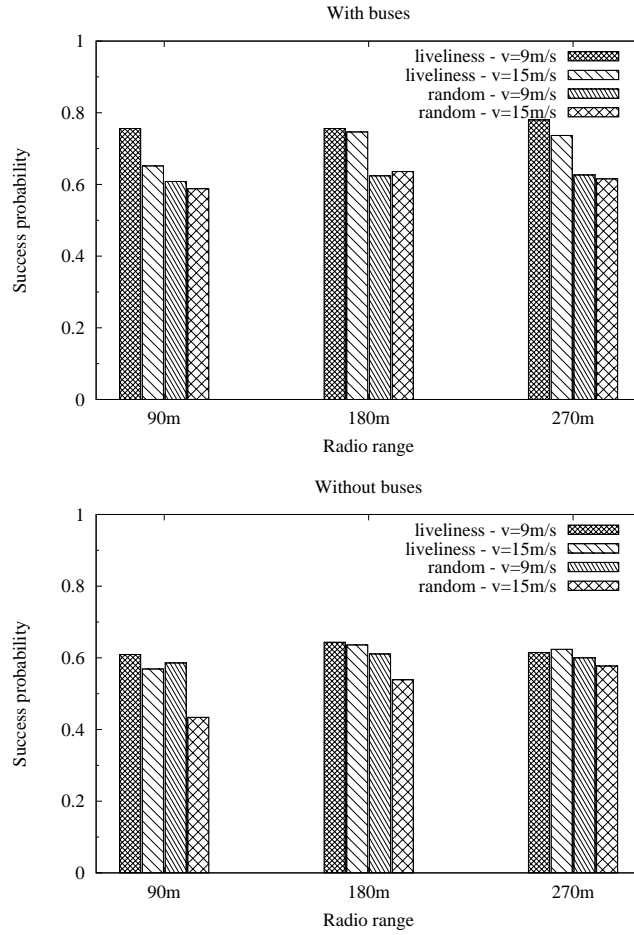 With buses
1
0.8
0.6
0.4
0.2
0
Success probability
liveliness - v=9m/s
liveliness - v=15m/s
random - v=9m/s
random - v=15m/s
90m
180m
270m
Radio range
Without buses
1
0.8
0.6
0.4
0.2
0
Success probability
liveliness - v=9m/s
liveliness - v=15m/s
random - v=9m/s
random - v=15m/s
90m
180m
270m
Radio range